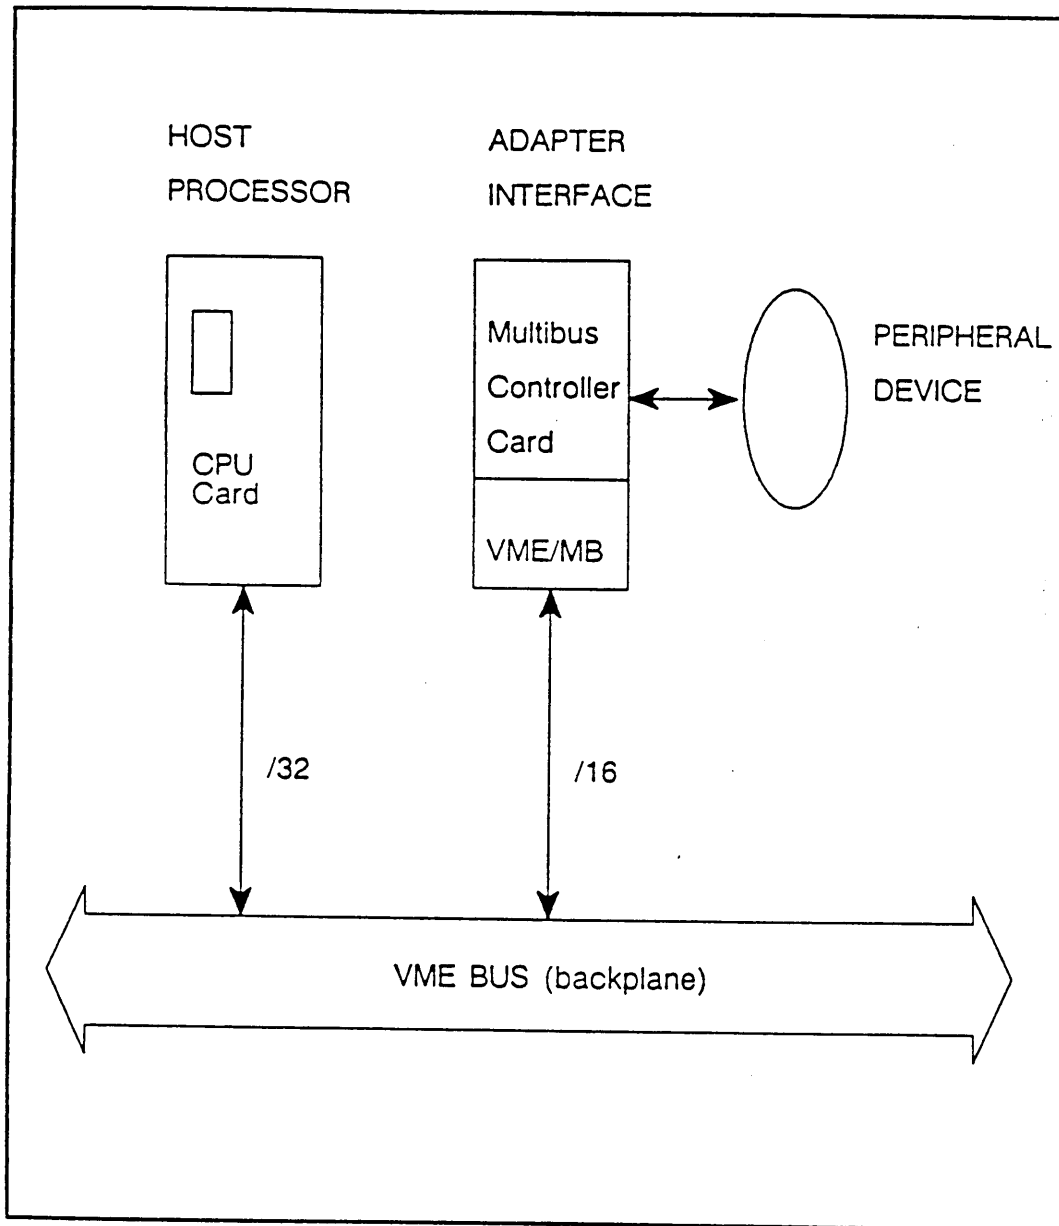 HOST
PROCESSOR
ADAPTER
INTERFACE
CPU
Card
Multibus
Controller
Card
VME/MB
PERIPHERAL
DEVICE
/32
/16
VME BUS (backplane)